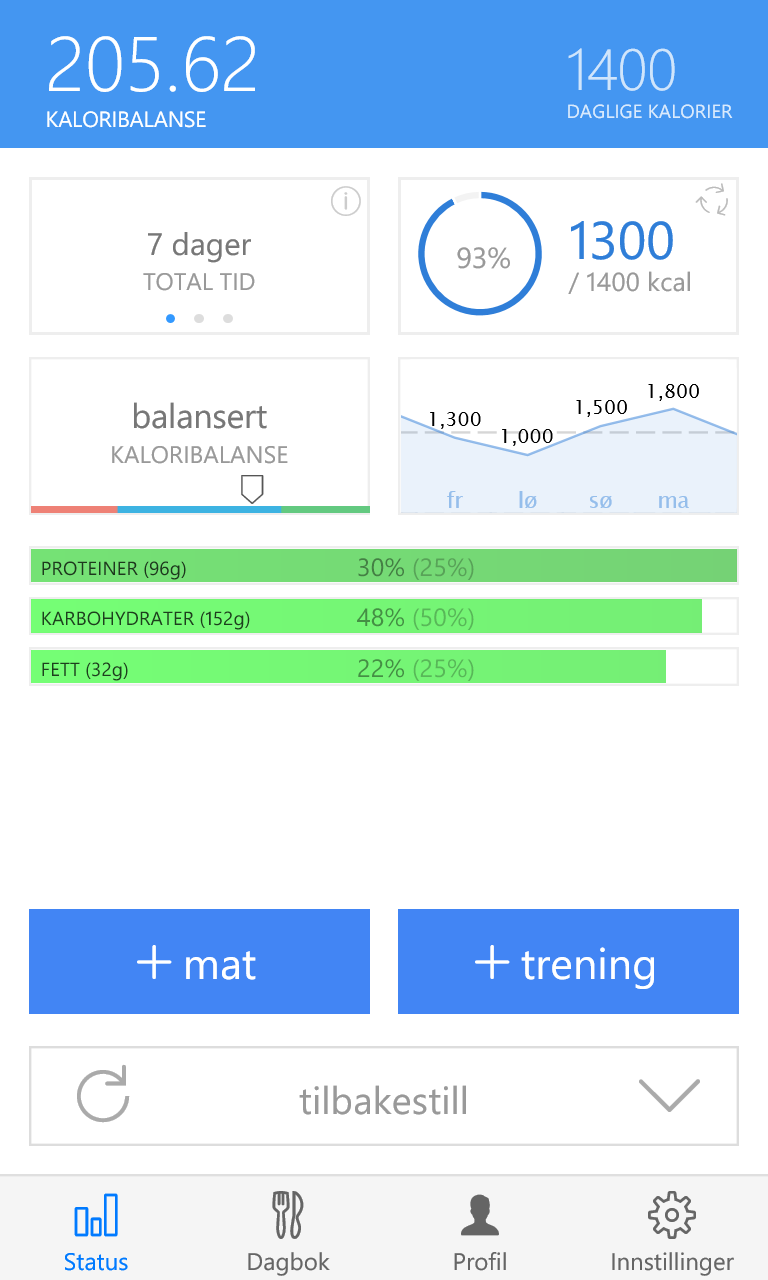 205.62
KALORIBALANSE
1400
DAGLIGE KALORIER
7 dager
TOTAL TID
93%
1300
/ 1400 kcal
balansert
KALORIBALANSE
1,300
1,000
1,500
1,800
fr
lø
sø
ma
PROTEINER (96g) 30% (25%)
KARBOHYDRATER (152g) 48% (50%)
FETT (32g) 22% (25%)
+ mat
+ trening
tilbakestill
Status
Dagbok
Profil
Innstillinger